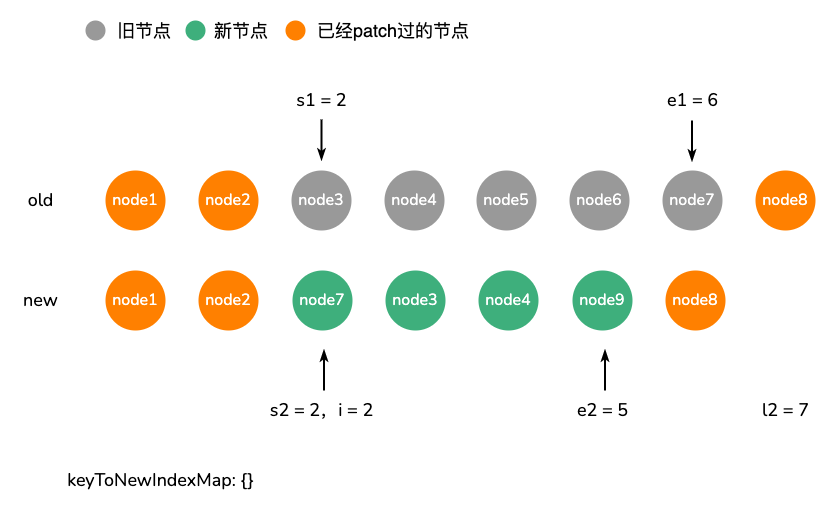 旧节点 新节点 已经patch过的节点
s1 = 2 e1 = 6
old node1 node2 node3 node4 node5 node6 node7 node8
new node1 node2 node7 node3 node4 node9 node8
s2 = 2，i = 2 e2 = 5 l2 = 7
keyToNewIndexMap: {}